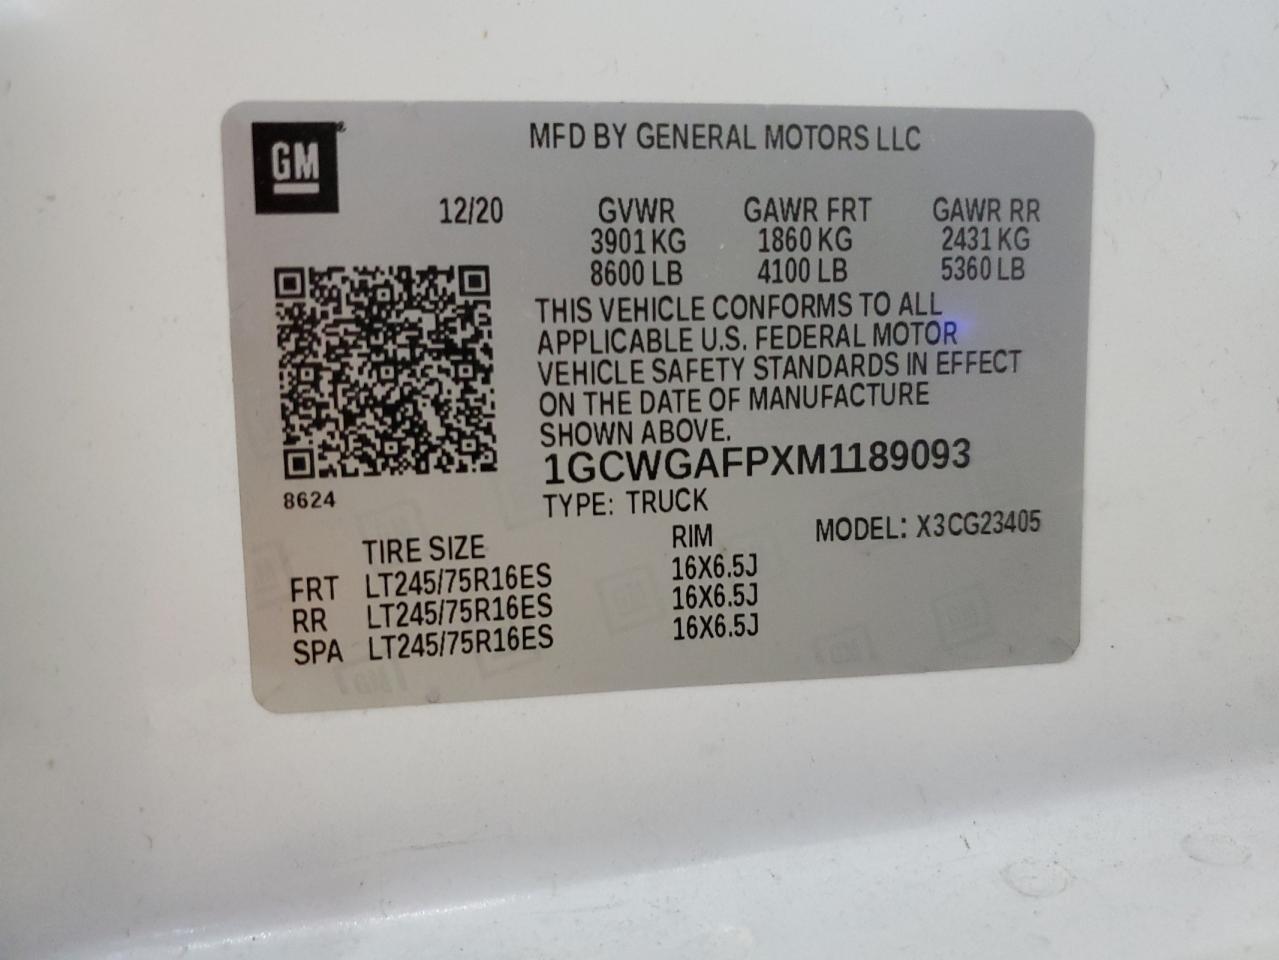 GM
MFD BY GENERAL MOTORS LLC
12/20 GVWR GAWR FRT GAWR RR
3901 KG 1860 KG 2431 KG
8600 LB 4100 LB 5360 LB
THIS VEHICLE CONFORMS TO ALL
APPLICABLE U.S. FEDERAL MOTOR
VEHICLE SAFETY STANDARDS IN EFFECT
ON THE DATE OF MANUFACTURE
SHOWN ABOVE.
1GCWGAFPXM1189093
8624
TYPE: TRUCK
MODEL: X3CG23405
TIRE SIZE RIM
FRT LT245/75R16ES 16X6.5J
RR LT245/75R16ES 16X6.5J
SPA LT245/75R16ES 16X6.5J